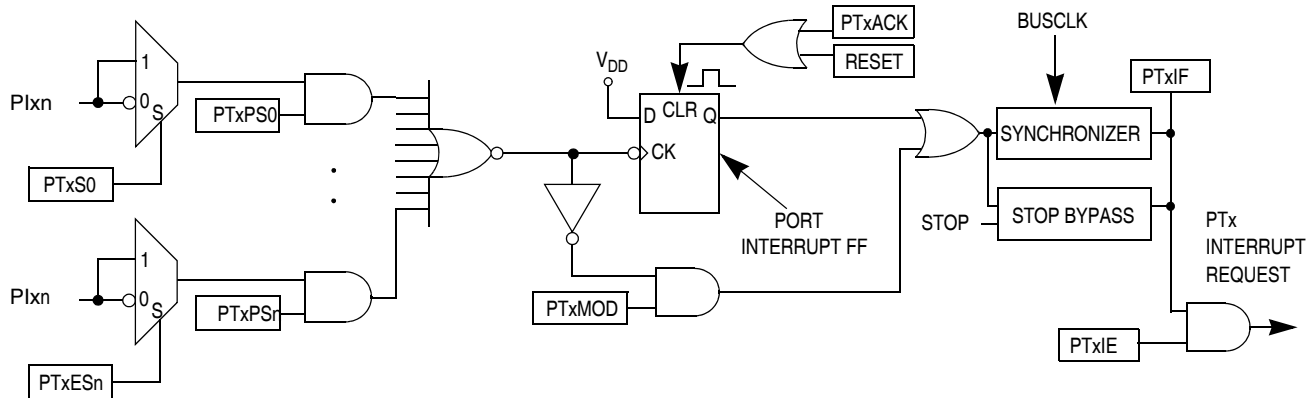 PTxACK
RESET
BUSCLK
PTxIF
VDD
PIxn
1
0
S
PTxPS0
PTxS0
D CLR Q
CK
SYNCHRONIZER
STOP BYPASS
STOP
PORT
INTERRUPT FF
PTx
INTERRUPT
REQUEST
PIxn
1
0
S
PTxPSn
PTxESn
PTxMOD
PTxIE